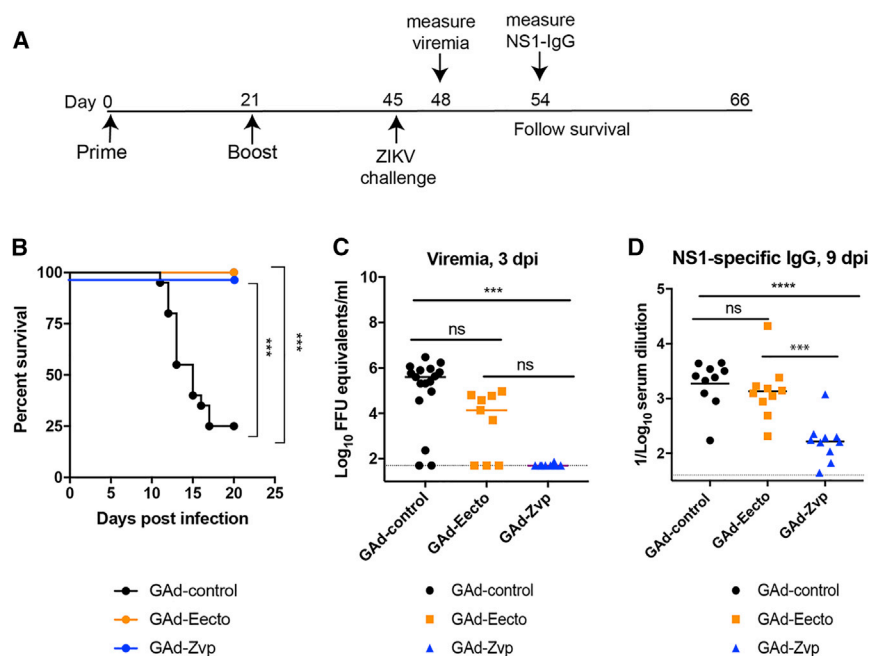 A
measure
viremia
measure
NS1-IgG
Day 0 21 45 48 54 66
Prime
Boost
ZIKV
challenge
Follow survival
B
Percent survival
100
75
50
25
0
0 5 10 15 20 25
Days post infection
***
***
GAd-control
GAd-Eecto
GAd-Zvp
C
Viremia, 3 dpi
Log10 FFU equivalents/ml
10
8
6
4
2
***
ns
ns
GAd-control
GAd-Eecto
GAd-Zvp
GAd-control
GAd-Eecto
GAd-Zvp
D
NS1-specific IgG, 9 dpi
1/Log10 serum dilution
5
4
3
2
****
ns
***
GAd-control
GAd-Eecto
GAd-Zvp
GAd-control
GAd-Eecto
GAd-Zvp